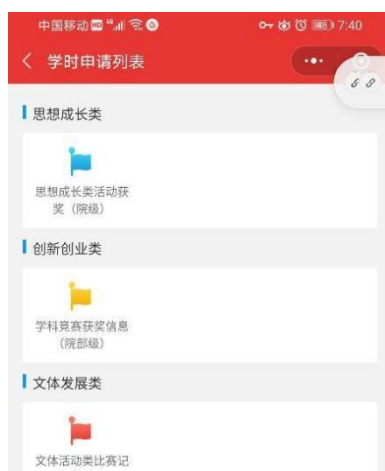 中国移动 HD 46 48 7:40
学时申请列表
思想成长类
思想成长类活动获
奖（院级）
创新创业类
学科竞赛获奖信息
（院部级）
文体发展类
文体活动类比赛记